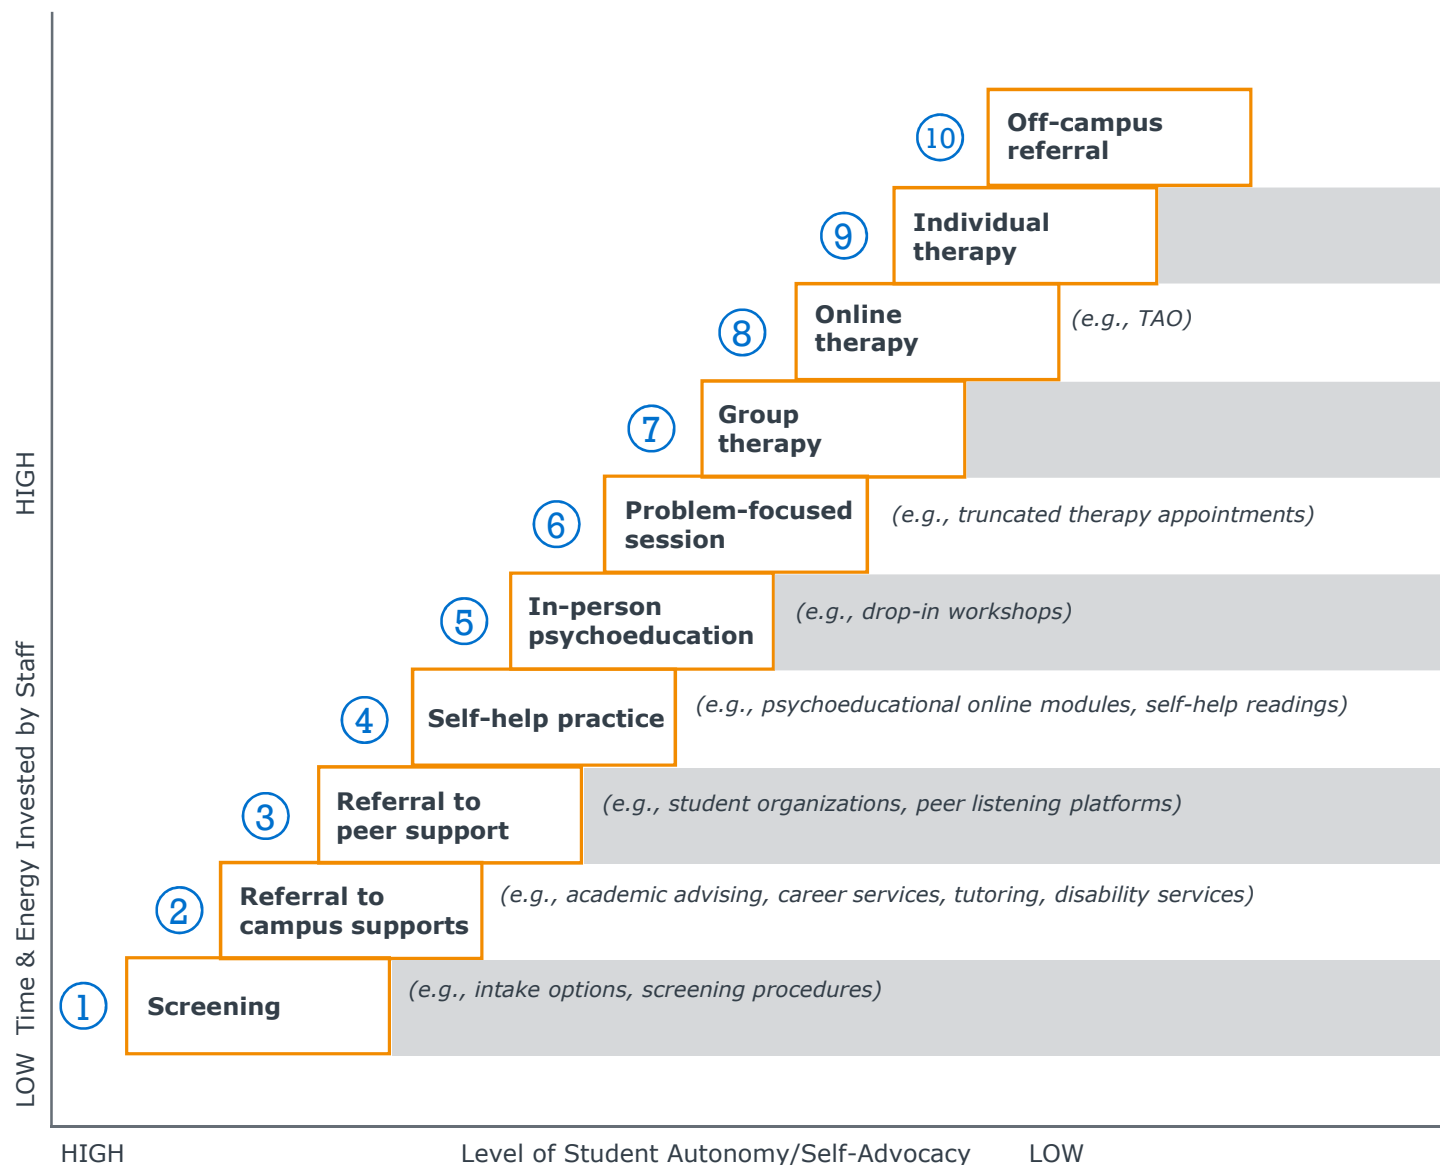 10
Off-campus
referral
9
Individual
therapy
8
Online
therapy
(e.g., TAO)
7
Group
therapy
6
Problem-focused
session
(e.g., truncated therapy appointments)
5
In-person
psychoeducation
(e.g., drop-in workshops)
4
Self-help practice
(e.g., psychoeducational online modules, self-help readings)
3
Referral to
peer support
(e.g., student organizations, peer listening platforms)
2
Referral to
campus supports
(e.g., academic advising, career services, tutoring, disability services)
1
Screening
(e.g., intake options, screening procedures)
LOW Time & Energy Invested by Staff HIGH
HIGH Level of Student Autonomy/Self-Advocacy LOW